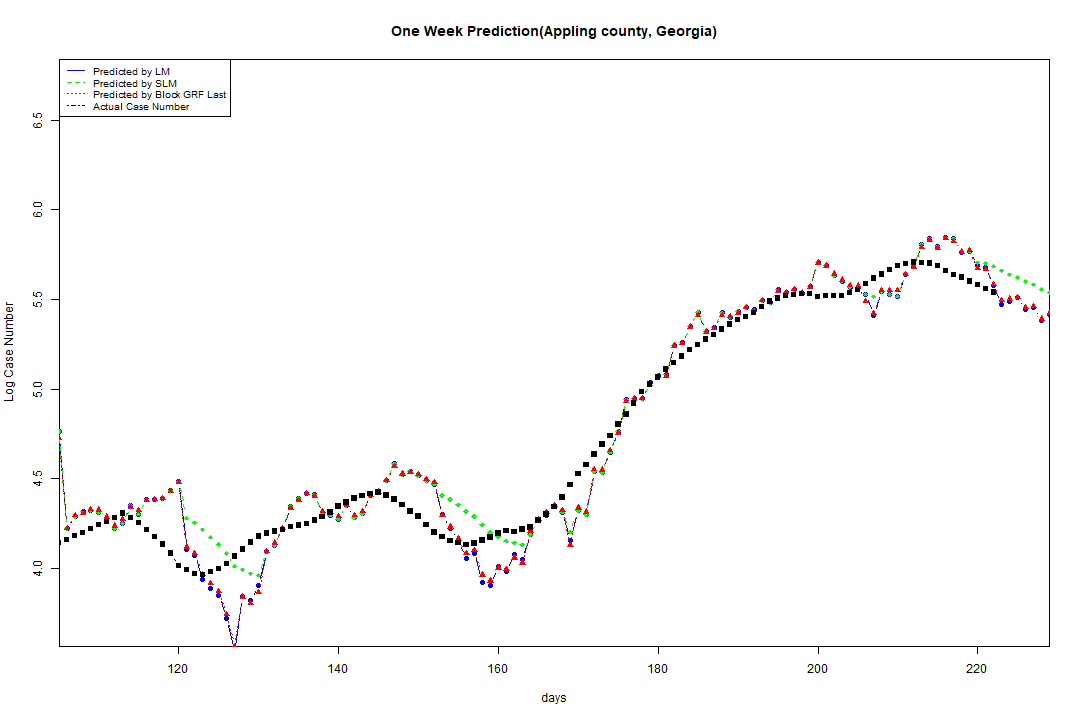 One Week Prediction(Appling county, Georgia)
Predicted by LM
Predicted by SLM
Predicted by Block GRF Last
Actual Case Number
Log Case Number
6.5
6.0
5.5
5.0
4.5
4.0
120 140 160 180 200 220
days